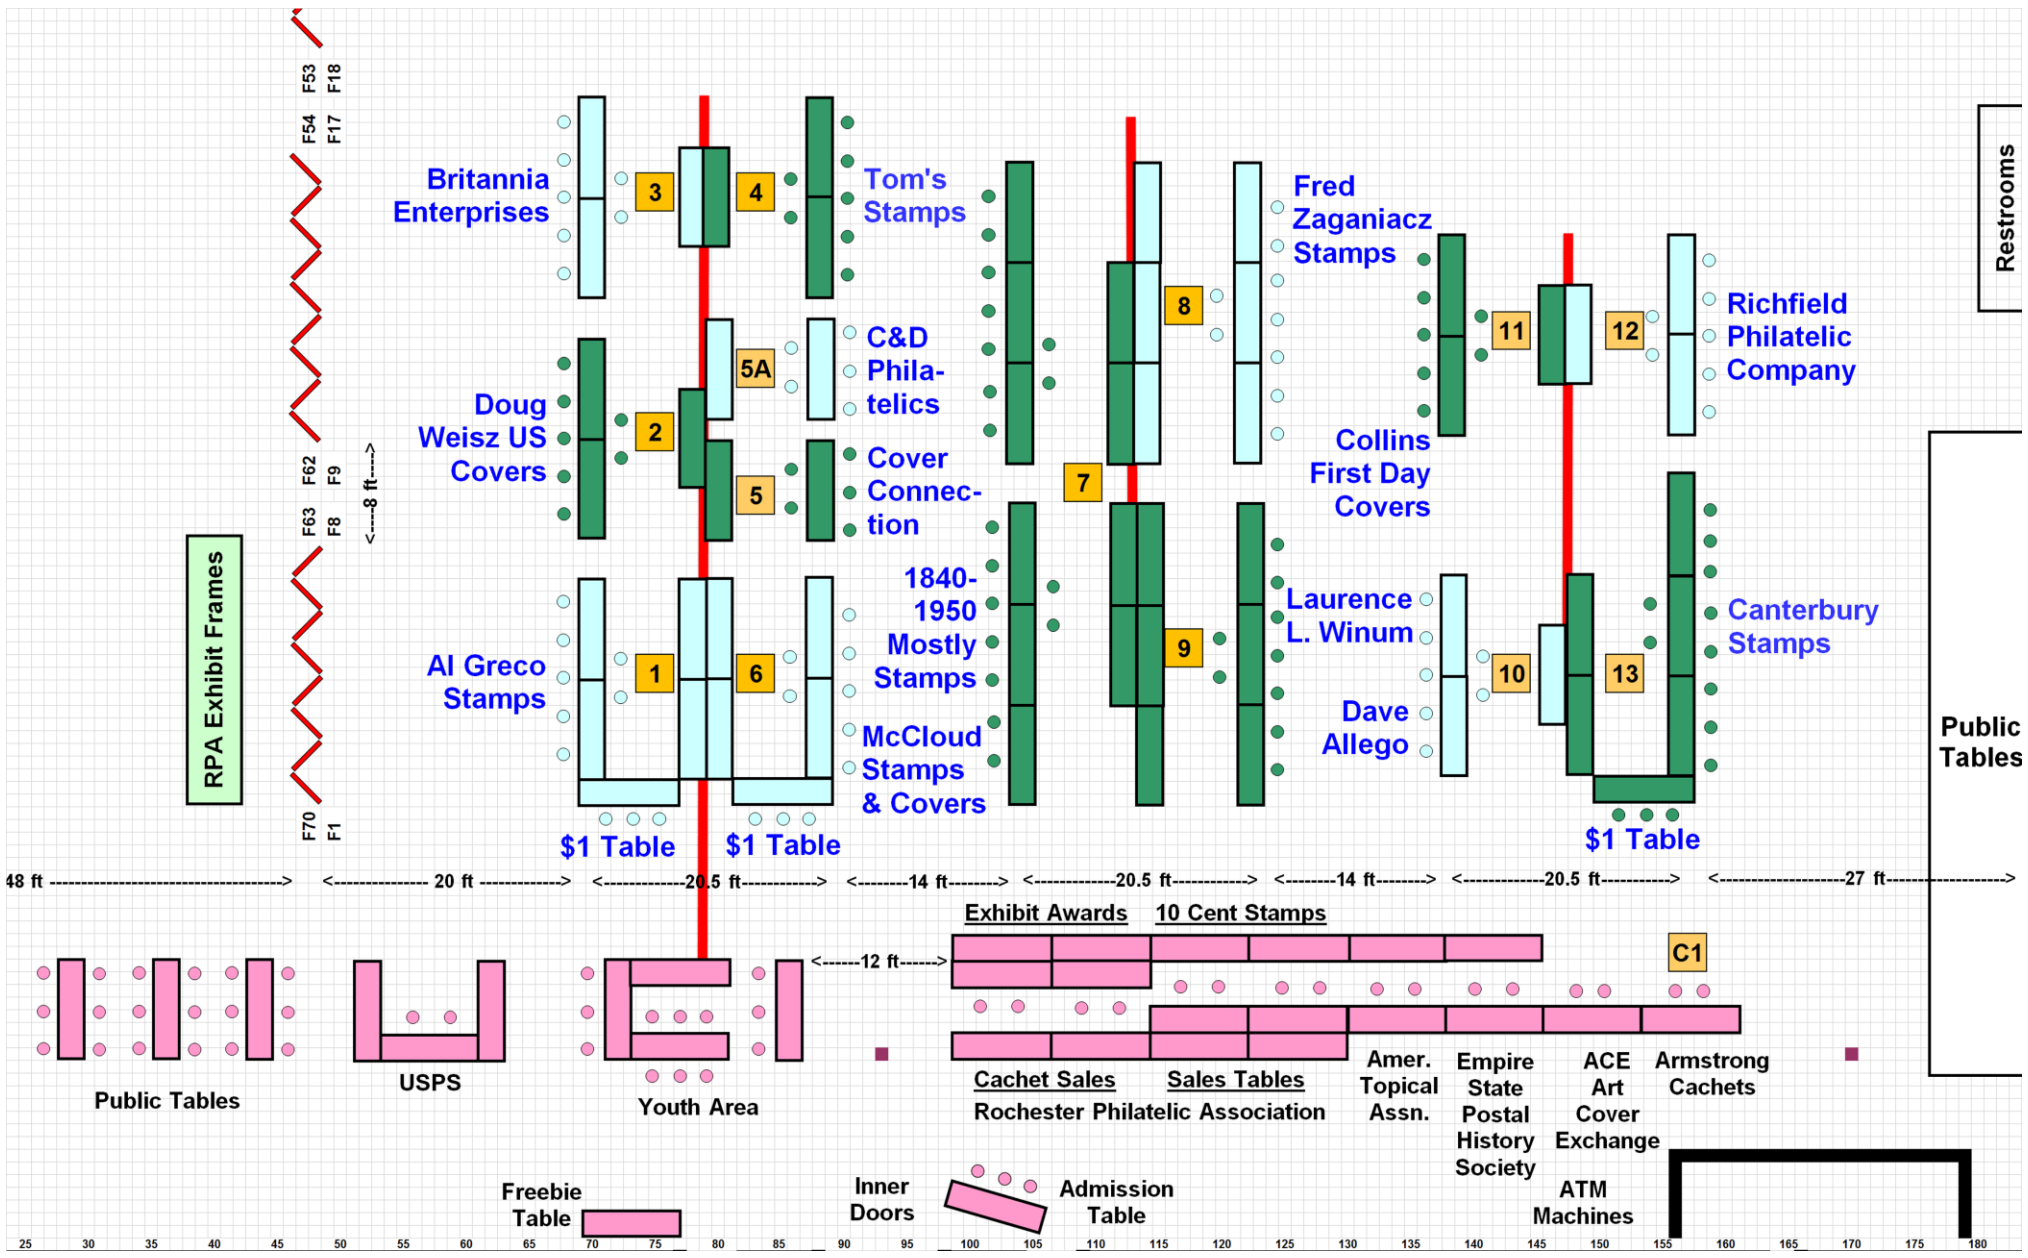 F53
F18
F54
F17
Britannia
Enterprises
3
4
Tom's
Stamps
Fred
Zaganiacz
Stamps
Restrooms
8
11
12
Richfield
Philatelic
Company
C&D
Phila-
telics
5A
Doug
Weisz US
Covers
2
Collins
First Day
Covers
F62
F9
<----8 ft---->
Cover
Connec-
tion
5
7
F63
F8
RPA Exhibit Frames
1840-
1950
Mostly
Stamps
Laurence
L. Winum
Canterbury
Stamps
Al Greco
Stamps
1
6
9
10
13
Dave
Allego
Public
Tables
McCloud
Stamps
& Covers
F70
F1
$1 Table
$1 Table
$1 Table
48 ft
20 ft
20.5 ft
14 ft
20.5 ft
14 ft
20.5 ft
27 ft
Exhibit Awards
10 Cent Stamps
12 ft
C1
Public Tables
USPS
Youth Area
Cachet Sales
Sales Tables
Rochester Philatelic Association
Amer.
Topical
Assn.
Empire
State
Postal
History
Society
ACE
Art
Cover
Exchange
Armstrong
Cachets
Freebie
Table
Inner
Doors
Admission
Table
ATM
Machines
25 30 35 40 45 50 55 60 65 70 75 80 85 90 95 100 105 110 115 120 125 130 135 140 145 150 155 160 165 170 175 180